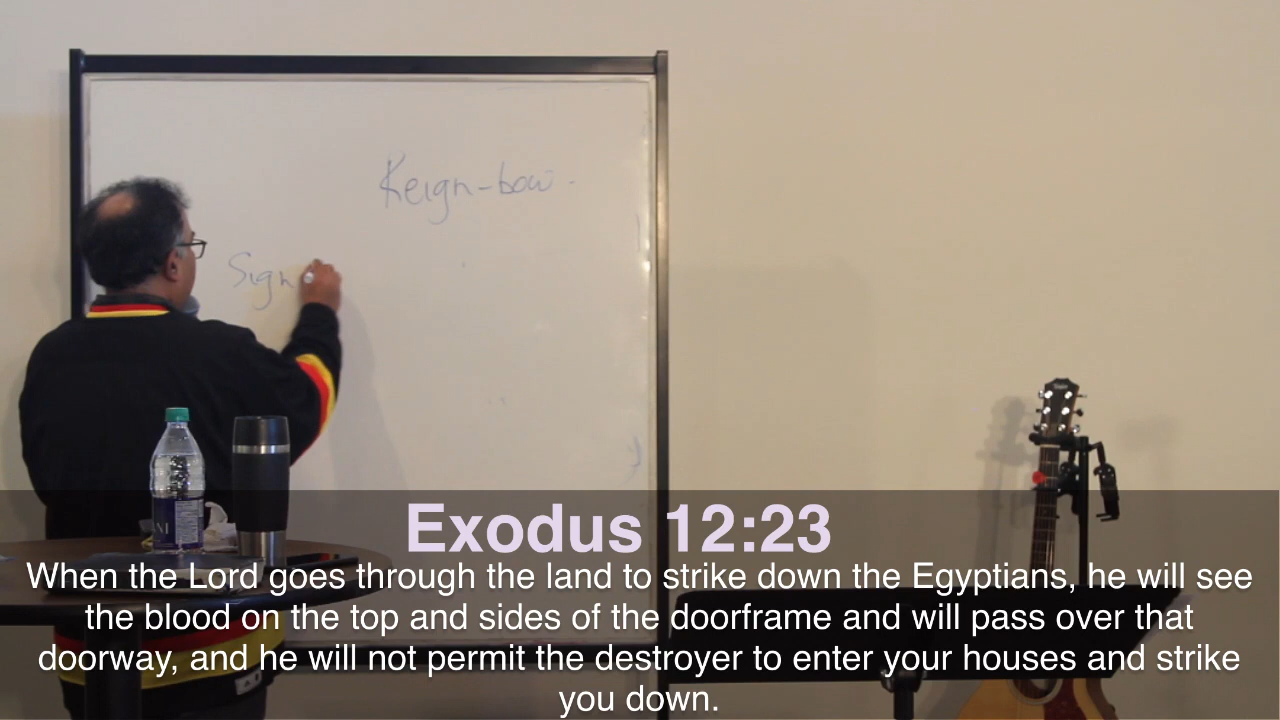 Reign-bow -
Sign
Exodus 12:23
When the Lord goes through the land to strike down the Egyptians, he will see
the blood on the top and sides of the doorframe and will pass over that
doorway, and he will not permit the destroyer to enter your houses and strike
you down.